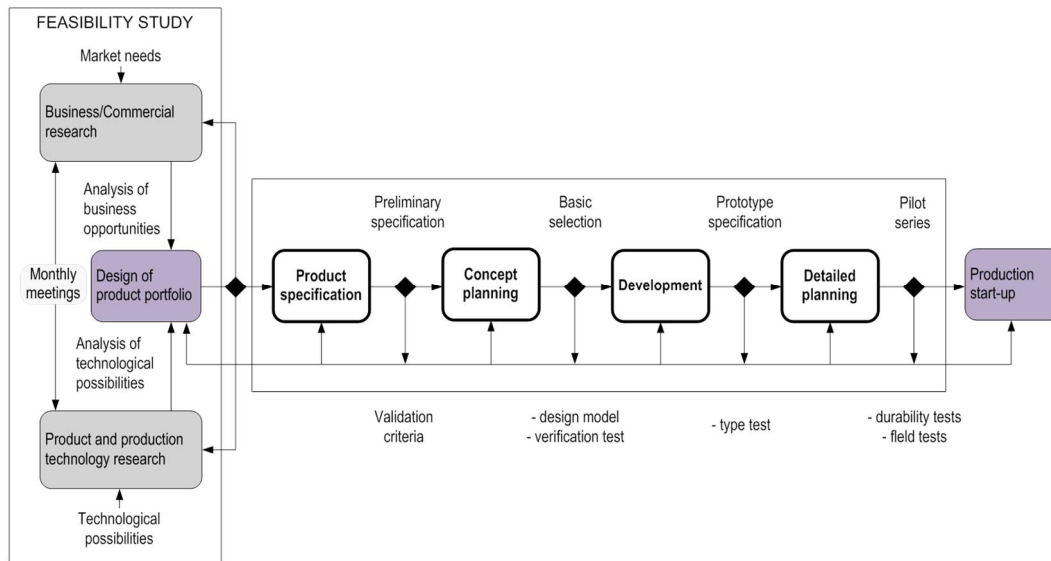 FEASIBILITY STUDY
Market needs
Business/Commercial
research
Analysis of
business
opportunities
Monthly
meetings
Design of
product portfolio
Analysis of
technological
possibilities
Product and production
technology research
Technological
possibilities
Preliminary
specification
Basic
selection
Prototype
specification
Pilot
series
Product
specification
Concept
planning
Development
Detailed
planning
Production
start-up
Validation
criteria
- design model
- verification test
- type test
- durability tests
- field tests